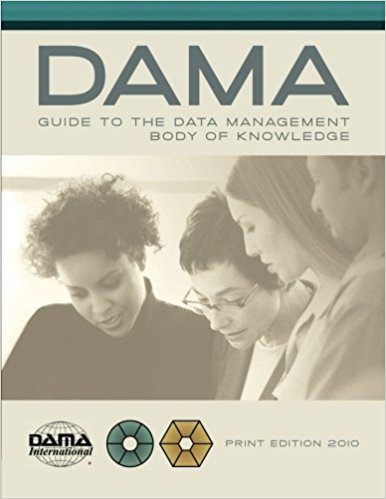 DAMA
GUIDE TO THE DATA MANAGEMENT
BODY OF KNOWLEDGE
DAMA
International
®
PRINT EDITION 2010